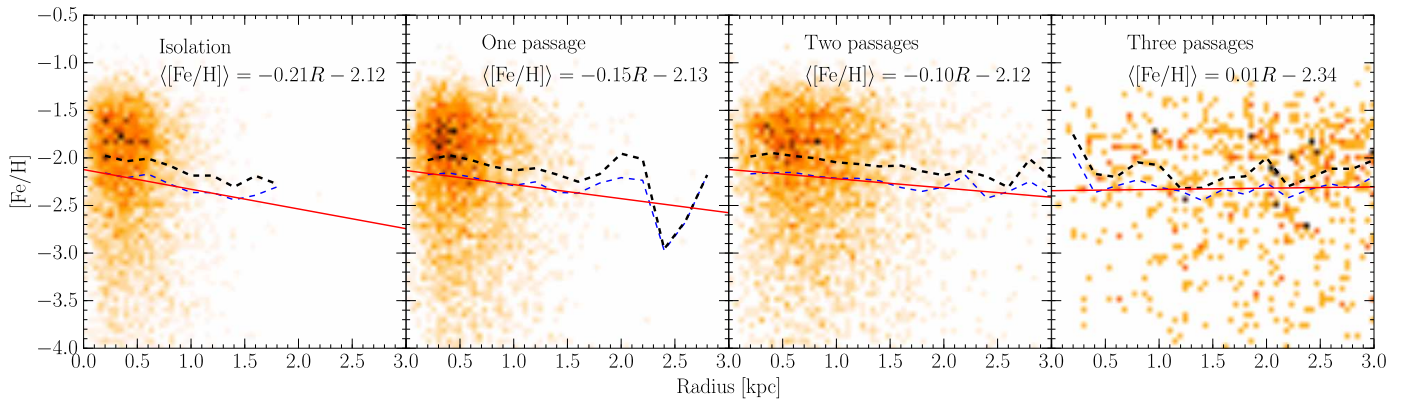 Isolation
⟨[Fe/H]⟩ = −0.21R − 2.12
One passage
⟨[Fe/H]⟩ = −0.15R − 2.13
Two passages
⟨[Fe/H]⟩ = −0.10R − 2.12
Three passages
⟨[Fe/H]⟩ = 0.01R − 2.34
[Fe/H]
−0.5
−1.0
−1.5
−2.0
−2.5
−3.0
−3.5
−4.0
0.0 0.5 1.0 1.5 2.0 2.5 3.0
0.5 1.0 1.5 2.0 2.5 3.0
0.5 1.0 1.5 2.0 2.5 3.0
0.5 1.0 1.5 2.0 2.5 3.0
Radius [kpc]